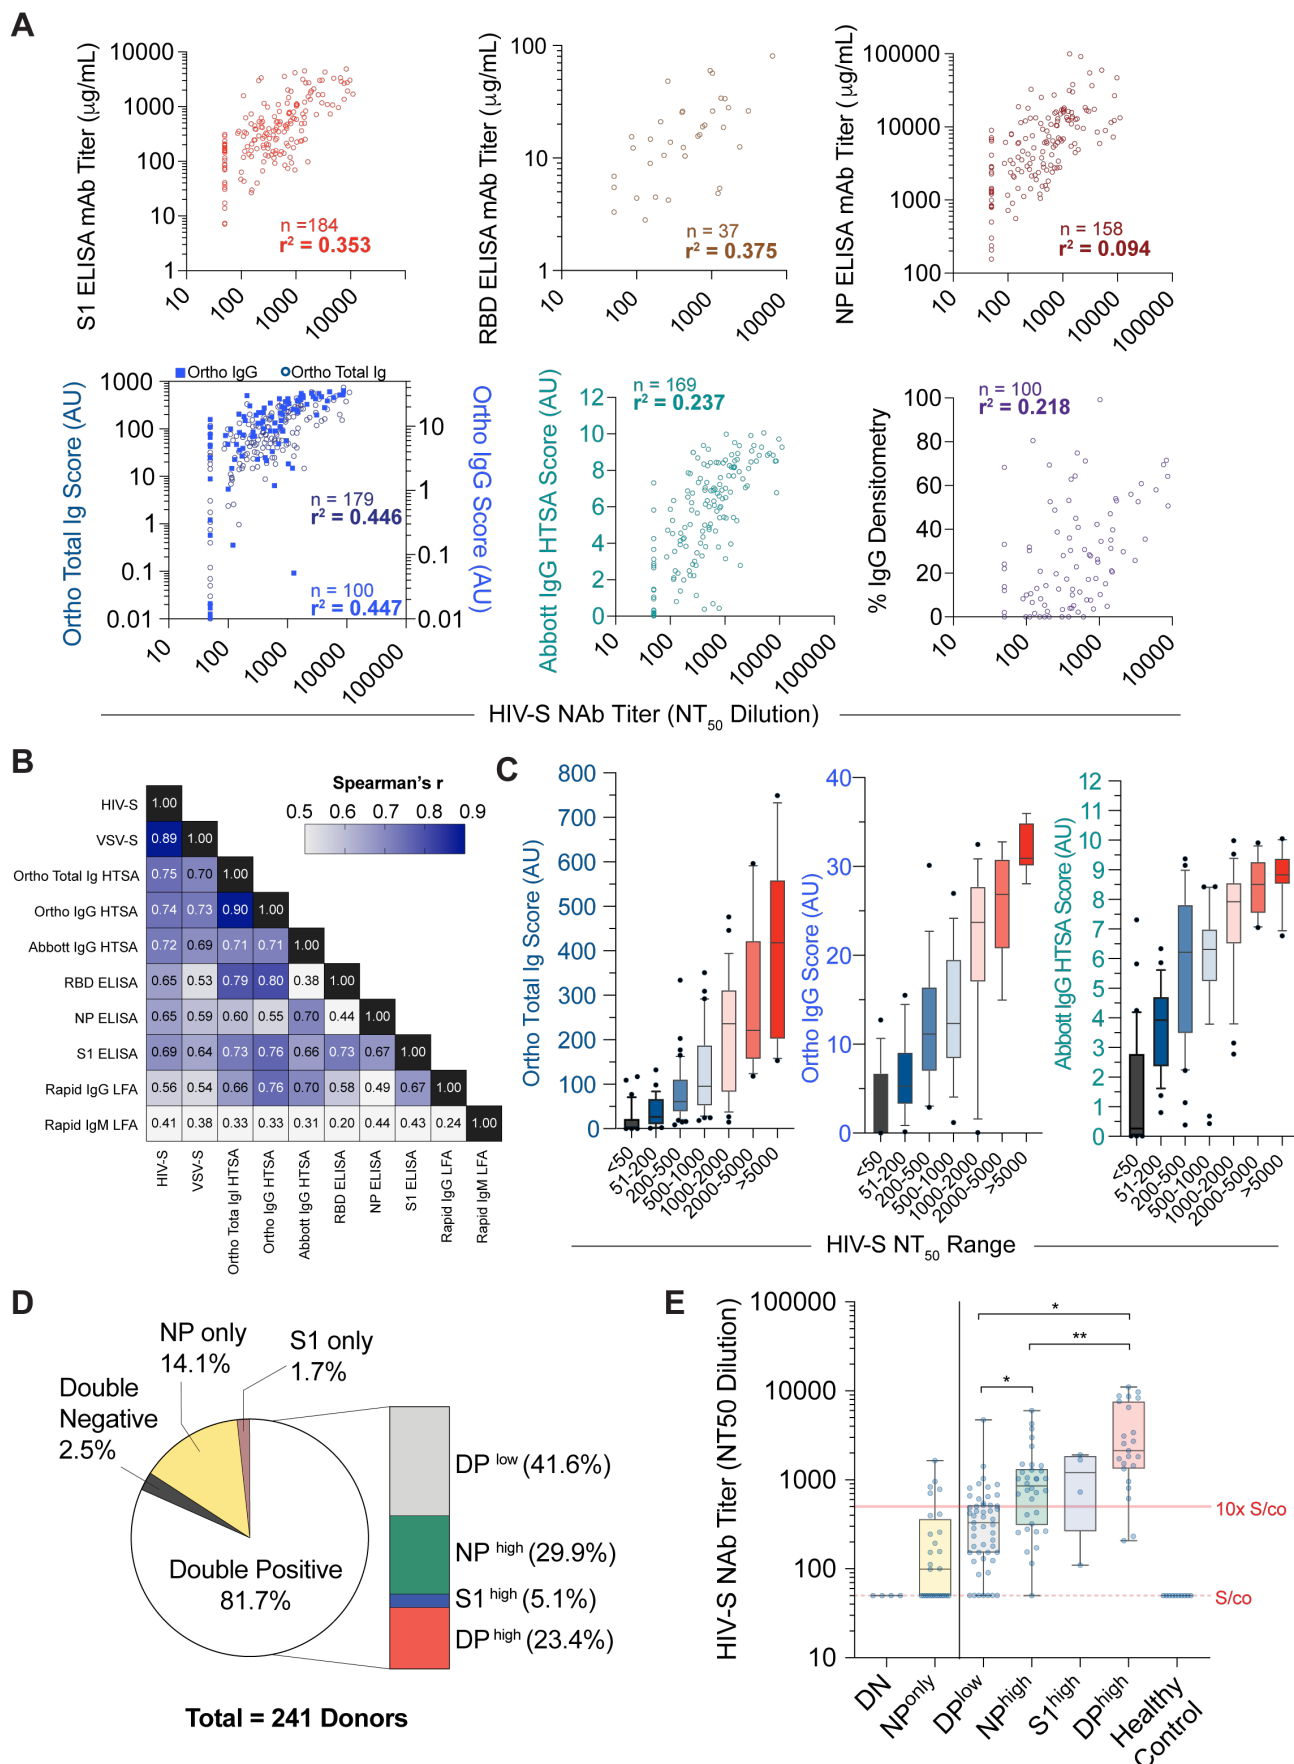 A
S1 ELISA mAb Titer (µg/mL)
10000
1000
100
10
1
n =184
r² = 0.353
10
100
1000
10000
RBD ELISA mAb Titer (µg/mL)
100
10
1
n = 37
r² = 0.375
10
100
1000
10000
NP ELISA mAb Titer (µg/mL)
100000
10000
1000
100
n = 158
r² = 0.094
10
100
1000
10000
100000
Ortho IgG
Ortho Total Ig
Ortho Total Ig Score (AU)
1000
100
10
1
0.1
0.01
n = 179
r² = 0.446
n = 100
r² = 0.447
10
1
0.1
0.01
Ortho IgG Score (AU)
10
100
1000
10000
100000
Abbott IgG HTSA Score (AU)
12
10
8
6
4
2
0
n = 169
r² = 0.237
10
100
1000
10000
100000
% IgG Densitometry
100
80
60
40
20
0
n = 100
r² = 0.218
10
100
1000
10000
HIV-S NAb Titer (NT50 Dilution)
B
Spearman's r
0.5 0.6 0.7 0.8 0.9
HIV-S 1.00
VSV-S 0.89 1.00
Ortho Total Ig HTSA 0.75 0.70 1.00
Ortho IgG HTSA 0.74 0.73 0.90 1.00
Abbott IgG HTSA 0.72 0.69 0.71 0.71 1.00
RBD ELISA 0.65 0.53 0.79 0.80 0.38 1.00
NP ELISA 0.65 0.59 0.60 0.55 0.70 0.44 1.00
S1 ELISA 0.69 0.64 0.73 0.76 0.66 0.73 0.67 1.00
Rapid IgG LFA 0.56 0.54 0.66 0.76 0.70 0.58 0.49 0.67 1.00
Rapid IgM LFA 0.41 0.38 0.33 0.33 0.31 0.20 0.44 0.43 0.24 1.00
HIV-S
VSV-S
Ortho Tota IgI HTSA
Ortho IgG HTSA
AbbottI IgG HTSA
RBD ELISA
NP ELISA
S1 ELISA
Rapid IgG LFA
Rapid IgM LFA
C
Ortho Total Ig Score (AU)
800
700
600
500
400
300
200
100
0
<50
51-200
200-500
500-1000
1000-2000
2000-5000
>5000
Ortho IgG Score (AU)
40
30
20
10
0
<50
51-200
200-500
500-1000
1000-2000
2000-5000
>5000
Abbott IgG HTSA Score (AU)
12
11
10
9
8
7
6
5
4
3
2
1
0
<50
51-200
200-500
500-1000
1000-2000
2000-5000
>5000
HIV-S NT50 Range
D
NP only
14.1%
S1 only
1.7%
Double
Negative
2.5%
Double Positive
81.7%
DP low (41.6%)
NP high (29.9%)
S1 high (5.1%)
DP high (23.4%)
Total = 241 Donors
E
HIV-S NAb Titer (NT50 Dilution)
100000
10000
1000
100
10
*
**
*
10x S/co
S/co
DN
NPonly
DPlow
NPhigh
S1high
DPhigh
Healthy
Control